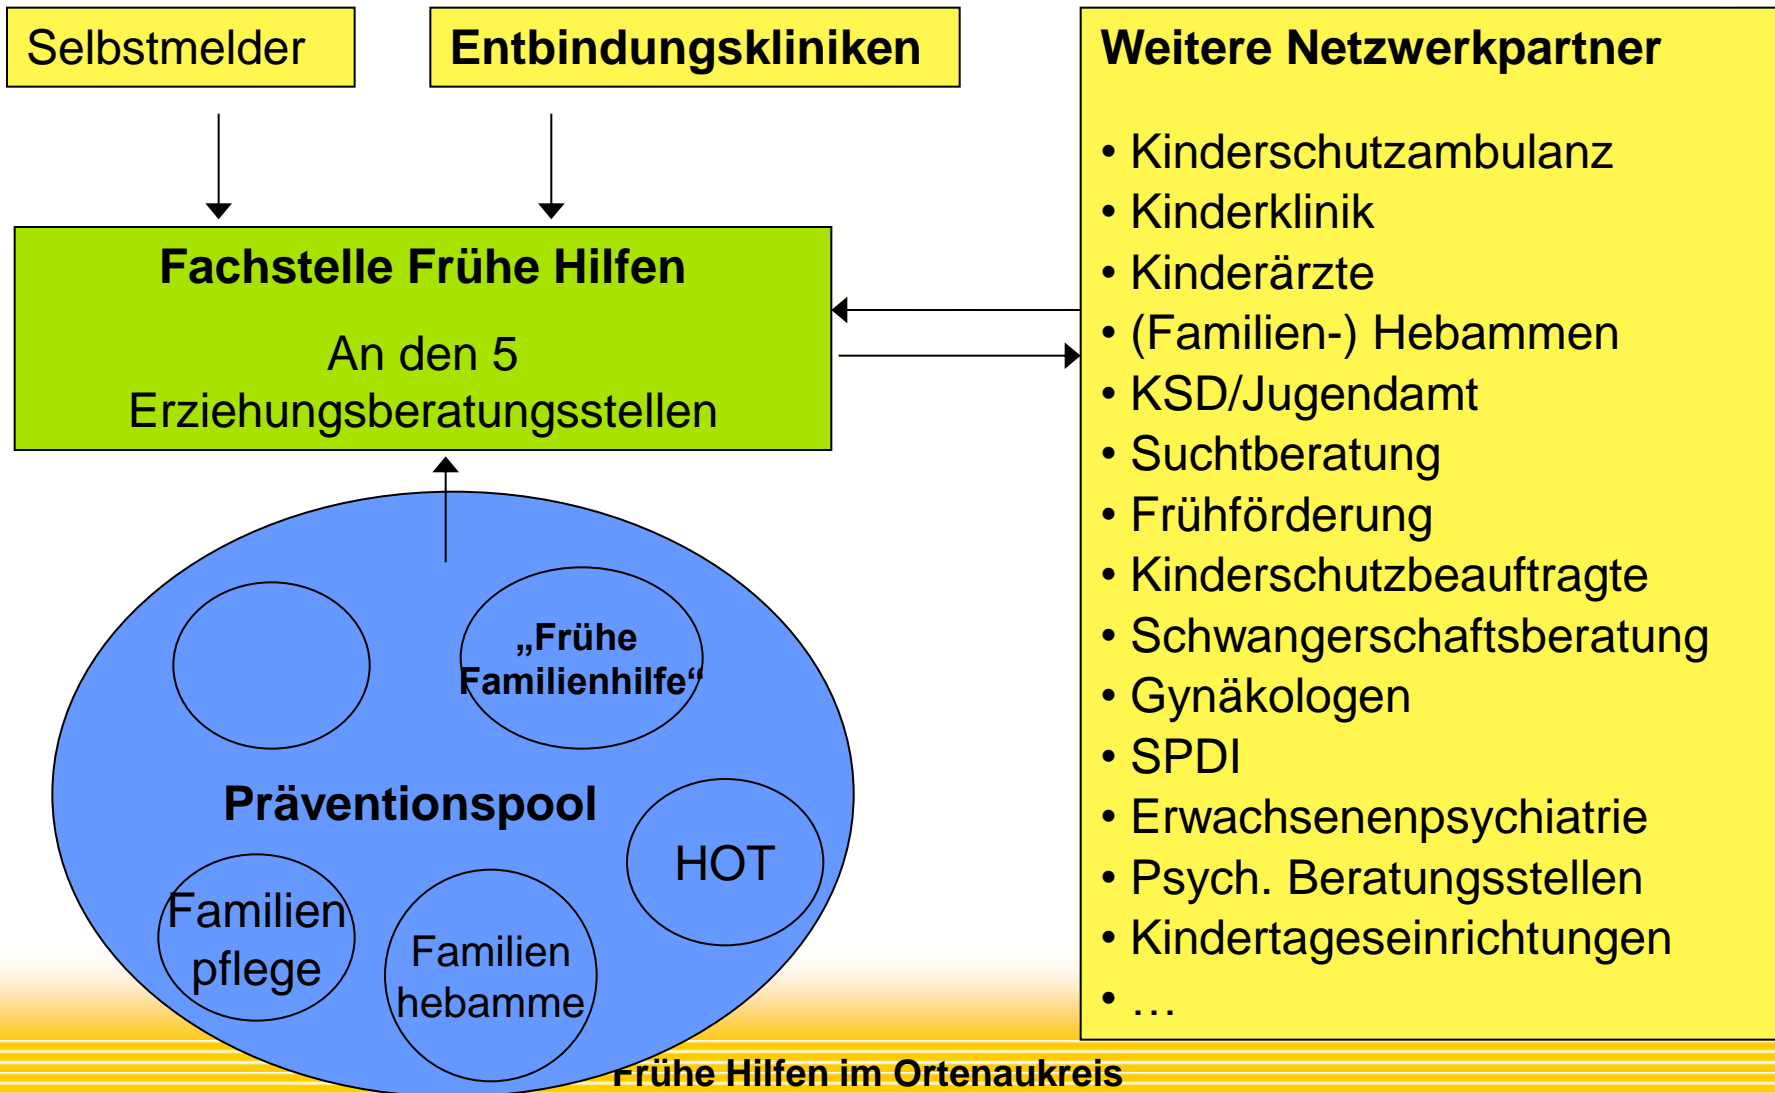 Selbstmelder
Entbindungskliniken
Fachstelle Frühe Hilfen
An den 5
Erziehungsberatungsstellen
Weitere Netzwerkpartner
• Kinderschutzambulanz
• Kinderklinik
• Kinderärzte
• (Familien-) Hebammen
• KSD/Jugendamt
• Suchtberatung
• Frühförderung
• Kinderschutzbeauftragte
• Schwangerschaftsberatung
• Gynäkologen
• SPDI
• Erwachsenenpsychiatrie
• Psych. Beratungsstellen
• Kindertageseinrichtungen
• …
„Frühe
Familienhilfe“
Präventionspool
HOT
Familien
pflege
Familien
hebamme
Frühe Hilfen im Ortenaukreis